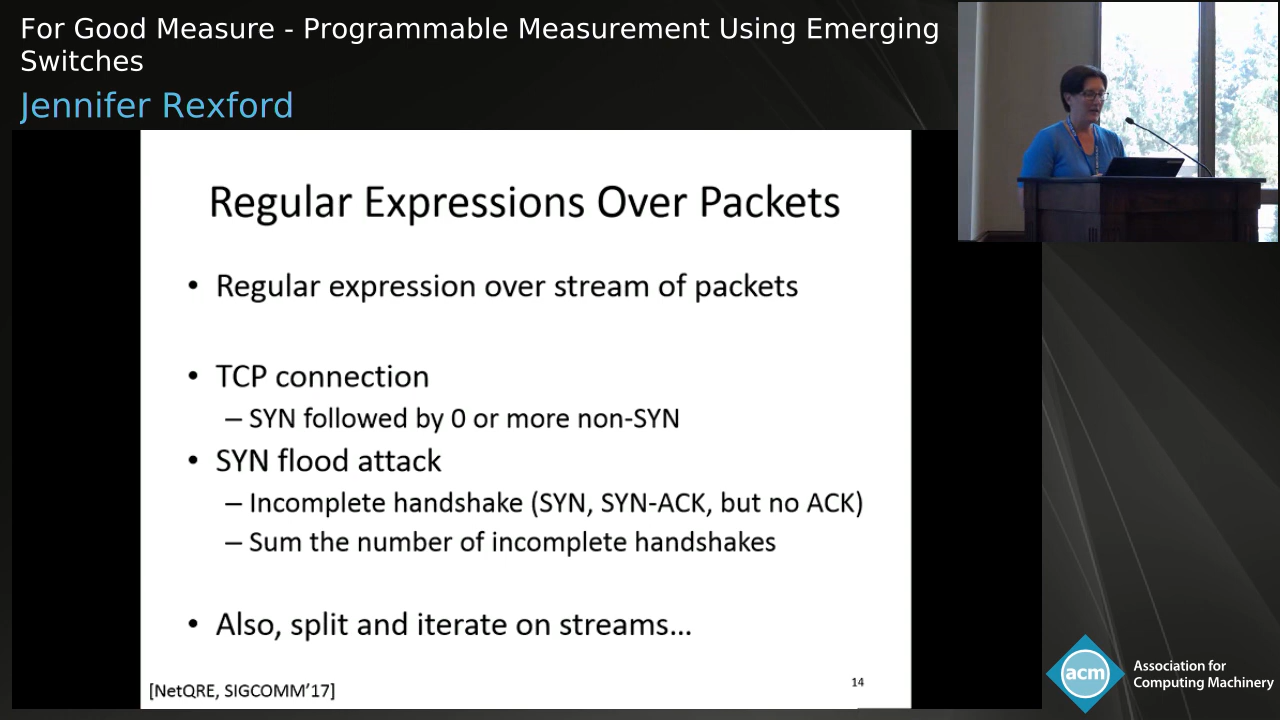 For Good Measure - Programmable Measurement Using Emerging
Switches
Jennifer Rexford
Regular Expressions Over Packets
• Regular expression over stream of packets
• TCP connection
– SYN followed by 0 or more non-SYN
• SYN flood attack
– Incomplete handshake (SYN, SYN-ACK, but no ACK)
– Sum the number of incomplete handshakes
• Also, split and iterate on streams…
[NetQRE, SIGCOMM’17]
14
acm
Association for
Computing Machinery